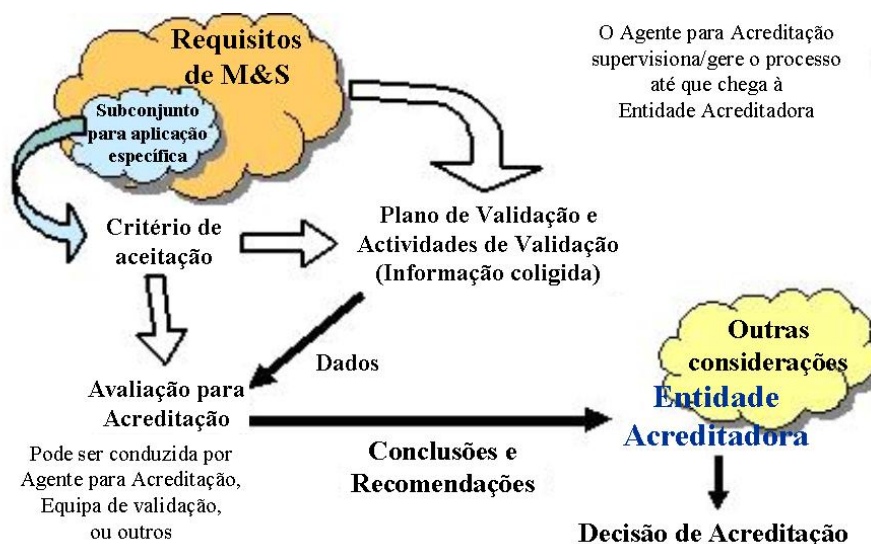 Requisitos
de M&S
Subconjunto
para aplicação
específica
O Agente para Acreditação
supervisiona/gere o processo
até que chega à
Entidade Acreditadora
Critério de
aceitação
Plano de Validação e
Actividades de Validação
(Informação coligida)
Dados
Avaliação para
Acreditação
Pode ser conduzida por
Agente para Acreditação,
Equipa de validação,
ou outros
Conclusões e
Recomendações
Outras
considerações
Entidade
Acreditadora
Decisão de Acreditação